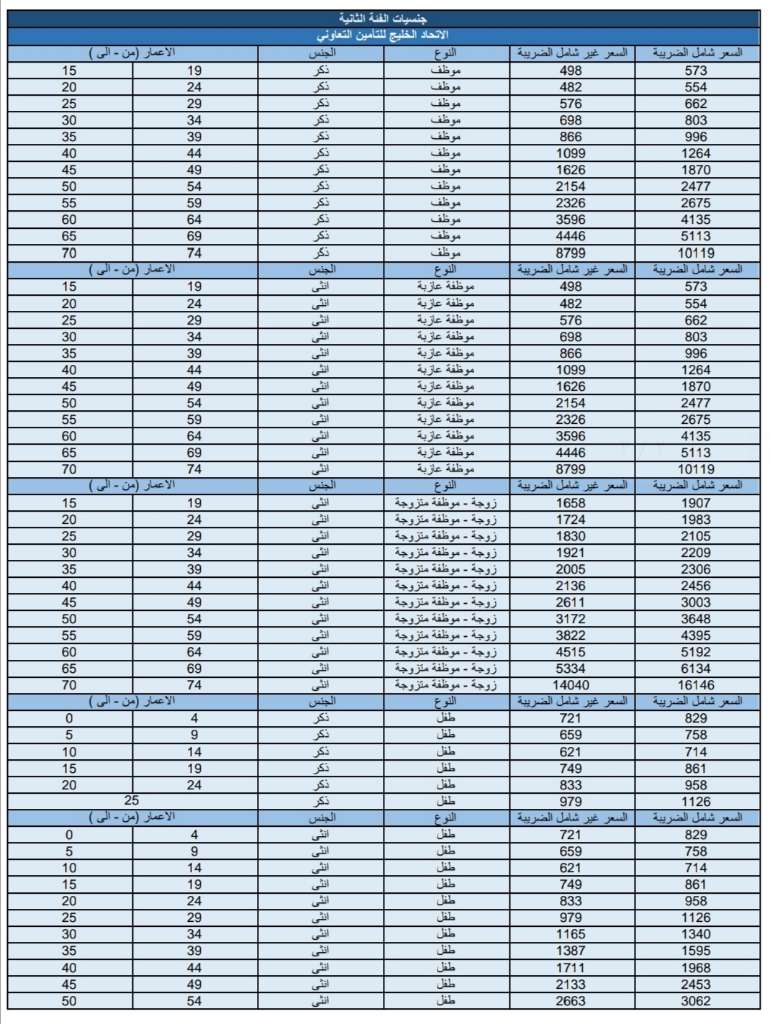 جنسيات الفئة الثانية
الاتحاد الخليج للتأمين التعاوني
السعر شامل الضريبة السعر غير شامل الضريبة النوع الجنس الاعمار (من - الى )
573 498 موظف ذكر 19 15
554 482 موظف ذكر 24 20
662 576 موظف ذكر 29 25
803 698 موظف ذكر 34 30
996 866 موظف ذكر 39 35
1264 1099 موظف ذكر 44 40
1870 1626 موظف ذكر 49 45
2477 2154 موظف ذكر 54 50
2675 2326 موظف ذكر 59 55
4135 3596 موظف ذكر 64 60
5113 4446 موظف ذكر 69 65
10119 8799 موظف ذكر 74 70
السعر شامل الضريبة السعر غير شامل الضريبة النوع الجنس الاعمار (من - الى )
573 498 موظفة عازبة انثى 19 15
554 482 موظفة عازبة انثى 24 20
662 576 موظفة عازبة انثى 29 25
803 698 موظفة عازبة انثى 34 30
996 866 موظفة عازبة انثى 39 35
1264 1099 موظفة عازبة انثى 44 40
1870 1626 موظفة عازبة انثى 49 45
2477 2154 موظفة عازبة انثى 54 50
2675 2326 موظفة عازبة انثى 59 55
4135 3596 موظفة عازبة انثى 64 60
5113 4446 موظفة عازبة انثى 69 65
10119 8799 موظفة عازبة انثى 74 70
السعر شامل الضريبة السعر غير شامل الضريبة النوع الجنس الاعمار (من - الى )
1907 1658 زوجة - موظفة متزوجة انثى 19 15
1983 1724 زوجة - موظفة متزوجة انثى 24 20
2105 1830 زوجة - موظفة متزوجة انثى 29 25
2209 1921 زوجة - موظفة متزوجة انثى 34 30
2306 2005 زوجة - موظفة متزوجة انثى 39 35
2456 2136 زوجة - موظفة متزوجة انثى 44 40
3003 2611 زوجة - موظفة متزوجة انثى 49 45
3648 3172 زوجة - موظفة متزوجة انثى 54 50
4395 3822 زوجة - موظفة متزوجة انثى 59 55
5192 4515 زوجة - موظفة متزوجة انثى 64 60
6134 5334 زوجة - موظفة متزوجة انثى 69 65
16146 14040 زوجة - موظفة متزوجة انثى 74 70
السعر شامل الضريبة السعر غير شامل الضريبة النوع الجنس الاعمار (من - الى )
829 721 طفل ذكر 4 0
758 659 طفل ذكر 9 5
714 621 طفل ذكر 14 10
861 749 طفل ذكر 19 15
958 833 طفل ذكر 24 20
1126 979 طفل ذكر 25
السعر شامل الضريبة السعر غير شامل الضريبة النوع الجنس الاعمار (من - الى )
829 721 طفل انثى 4 0
758 659 طفل انثى 9 5
714 621 طفل انثى 14 10
861 749 طفل انثى 19 15
958 833 طفل انثى 24 20
1126 979 طفل انثى 29 25
1340 1165 طفل انثى 34 30
1595 1387 طفل انثى 39 35
1968 1711 طفل انثى 44 40
2453 2133 طفل انثى 49 45
3062 2663 طفل انثى 54 50